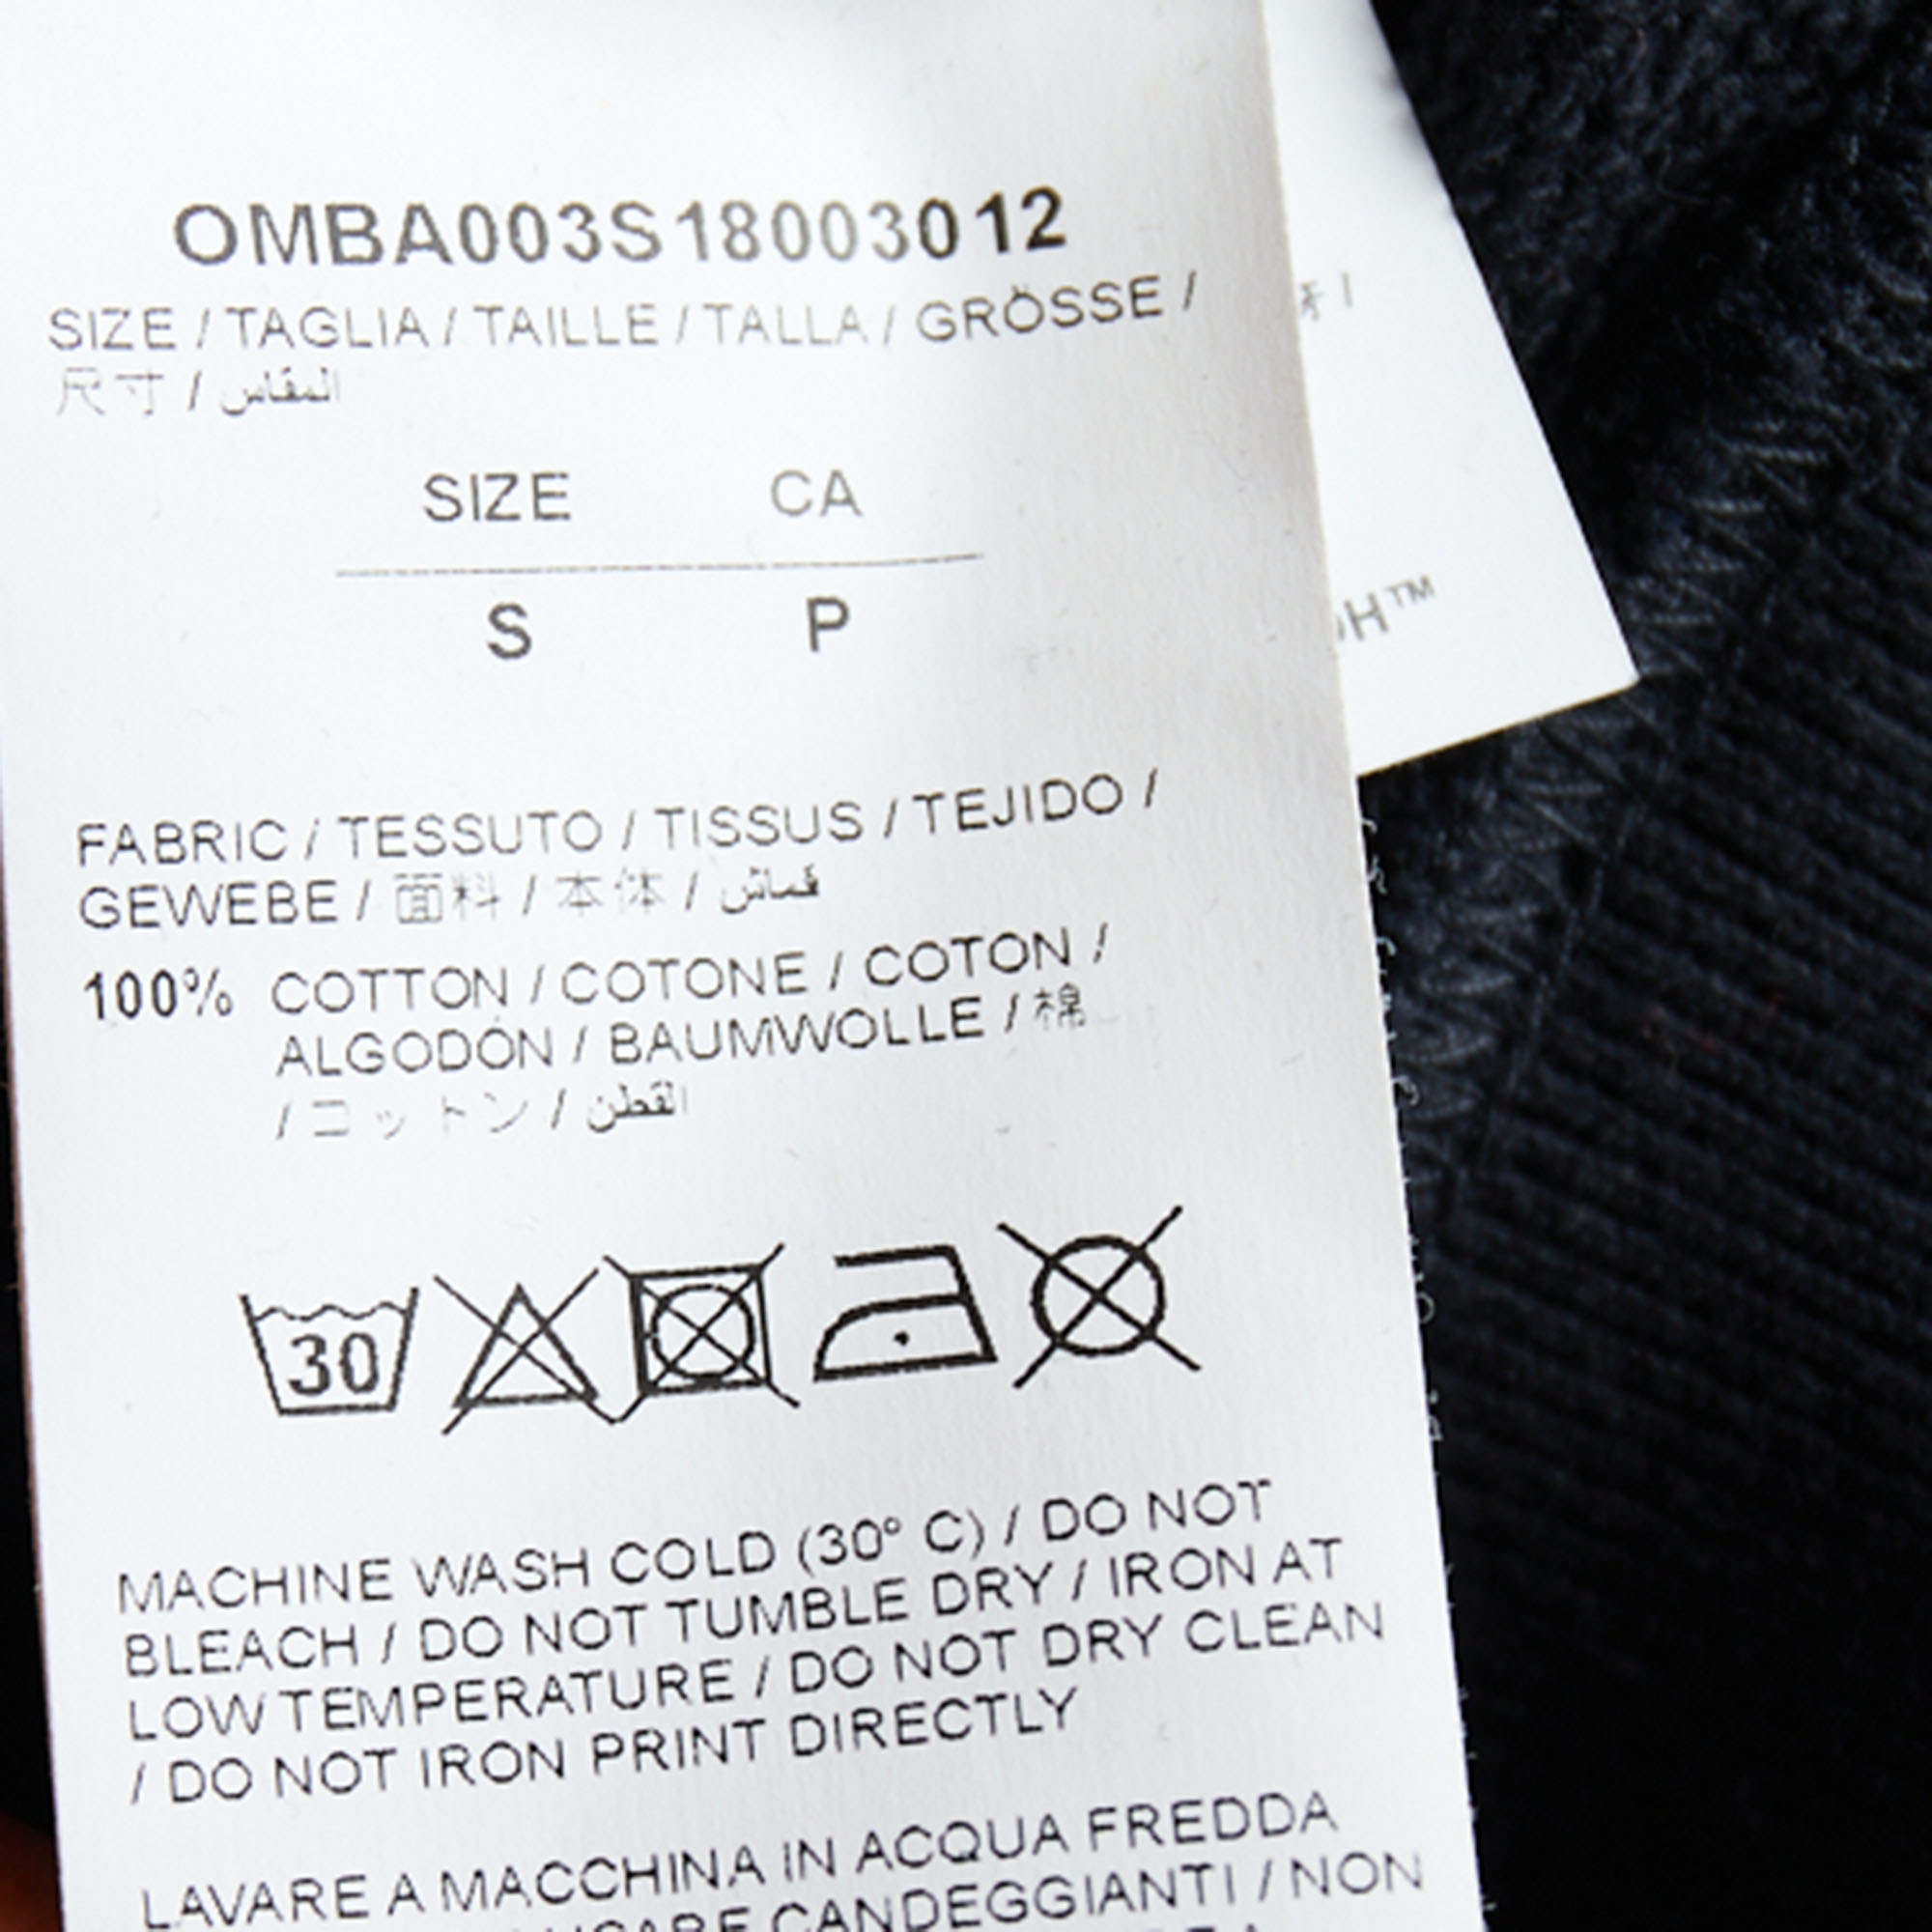 OMBA003S18003012
SIZE / TAGLIA / TAILLE / TALLA / GRÖSSE /
尺寸 / المقاس
SIZE CA
S P
FABRIC / TESSUTO / TISSUS / TEJIDO /
GEWEBE / 面料 / 本体 / قماش
100% COTTON / COTONE / COTON /
ALGODÓN / BAUMWOLLE / 棉
/ コットン / القطن
30
MACHINE WASH COLD (30° C) / DO NOT
BLEACH / DO NOT TUMBLE DRY / IRON AT
LOW TEMPERATURE / DO NOT DRY CLEAN
/ DO NOT IRON PRINT DIRECTLY
LAVARE A MACCHINA IN ACQUA FREDDA
CANDEGGIANTI / NON